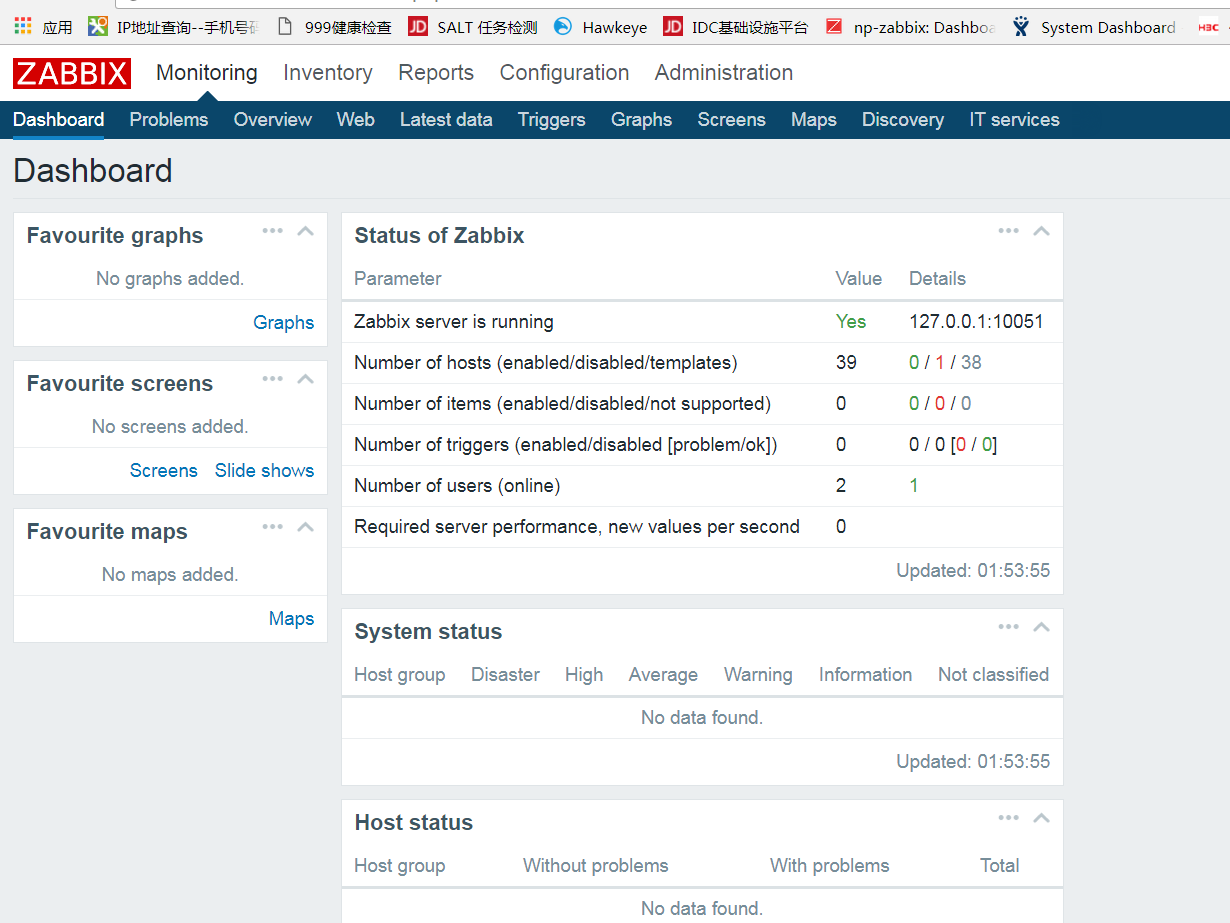 应用 IP地址查询--手机号码 999健康检查 JD SALT 任务检测 Hawkeye JD IDC基础设施平台 Z np-zabbix: Dashboa System Dashboard H3C
ZABBIX Monitoring Inventory Reports Configuration Administration
Dashboard Problems Overview Web Latest data Triggers Graphs Screens Maps Discovery IT services
Dashboard
Favourite graphs
No graphs added.
Graphs
Favourite screens
No screens added.
Screens Slide shows
Favourite maps
No maps added.
Maps
Status of Zabbix
Parameter Value Details
Zabbix server is running Yes 127.0.0.1:10051
Number of hosts (enabled/disabled/templates) 39 0 / 1 / 38
Number of items (enabled/disabled/not supported) 0 0 / 0 / 0
Number of triggers (enabled/disabled [problem/ok]) 0 0 / 0 [0 / 0]
Number of users (online) 2 1
Required server performance, new values per second 0
Updated: 01:53:55
System status
Host group Disaster High Average Warning Information Not classified
No data found.
Updated: 01:53:55
Host status
Host group Without problems With problems Total
No data found.